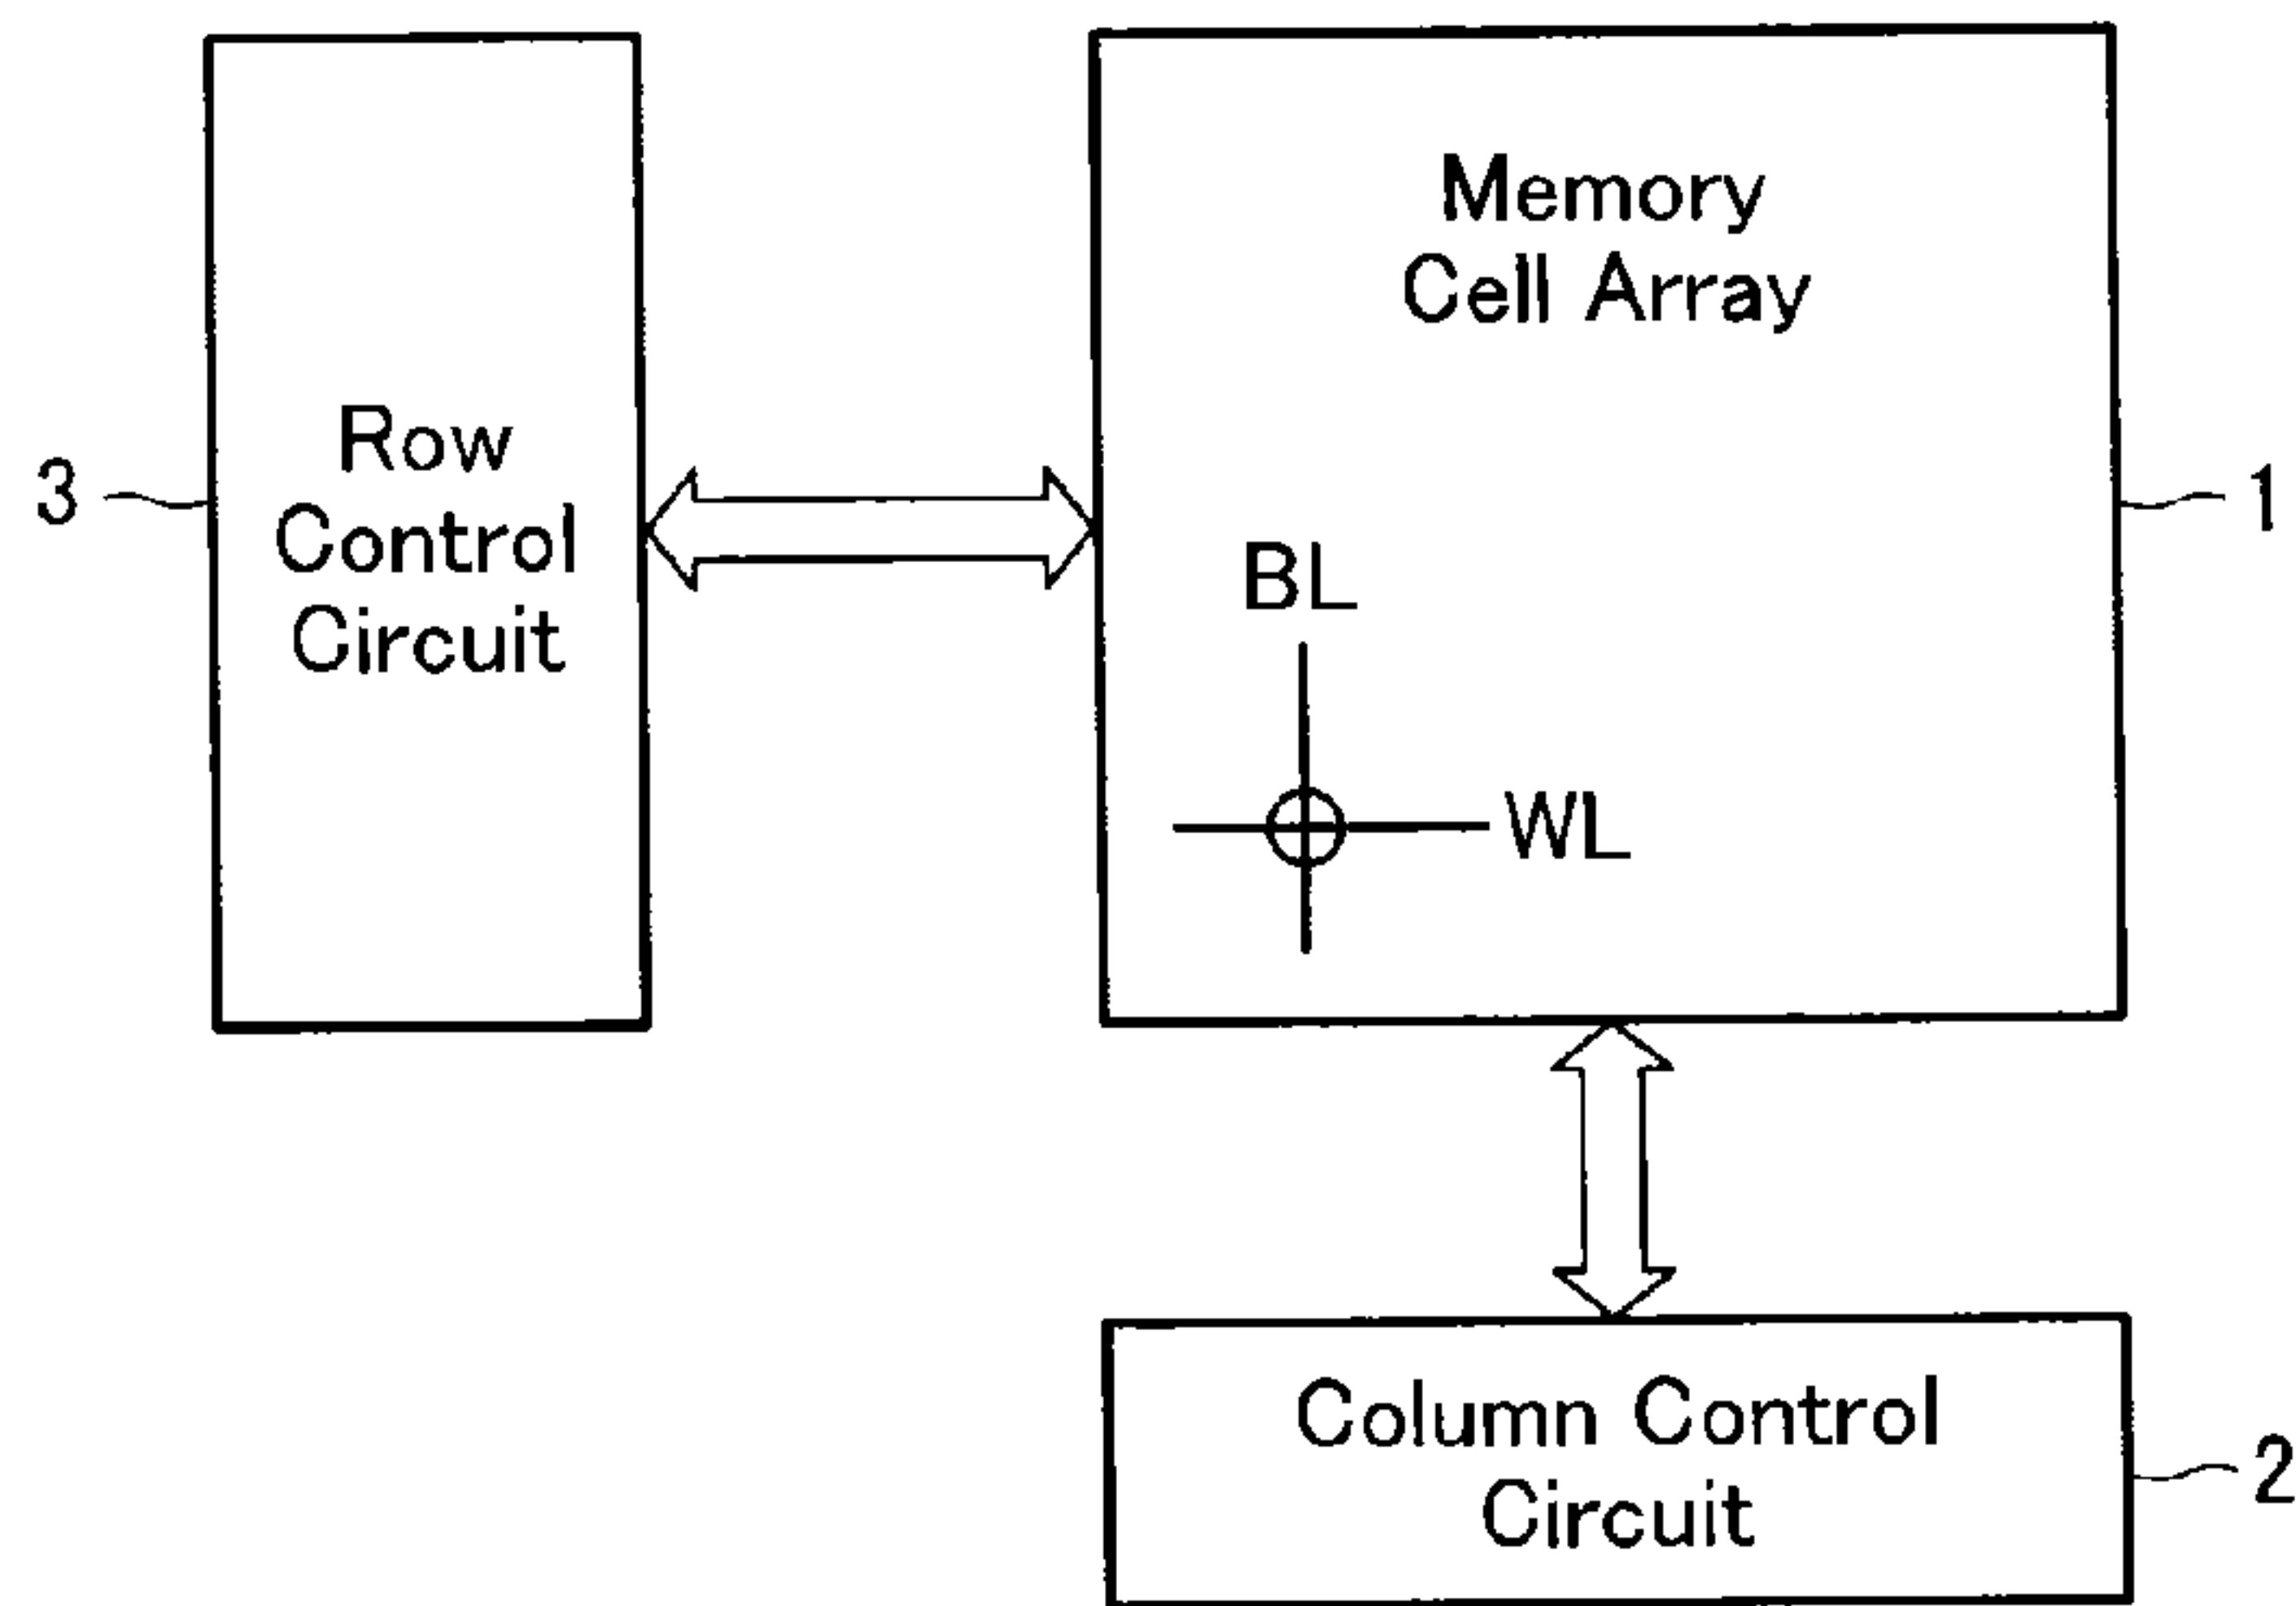 Memory
Cell Array
Row
Control
Circuit
3
1
BL
WL
Column Control
Circuit
2